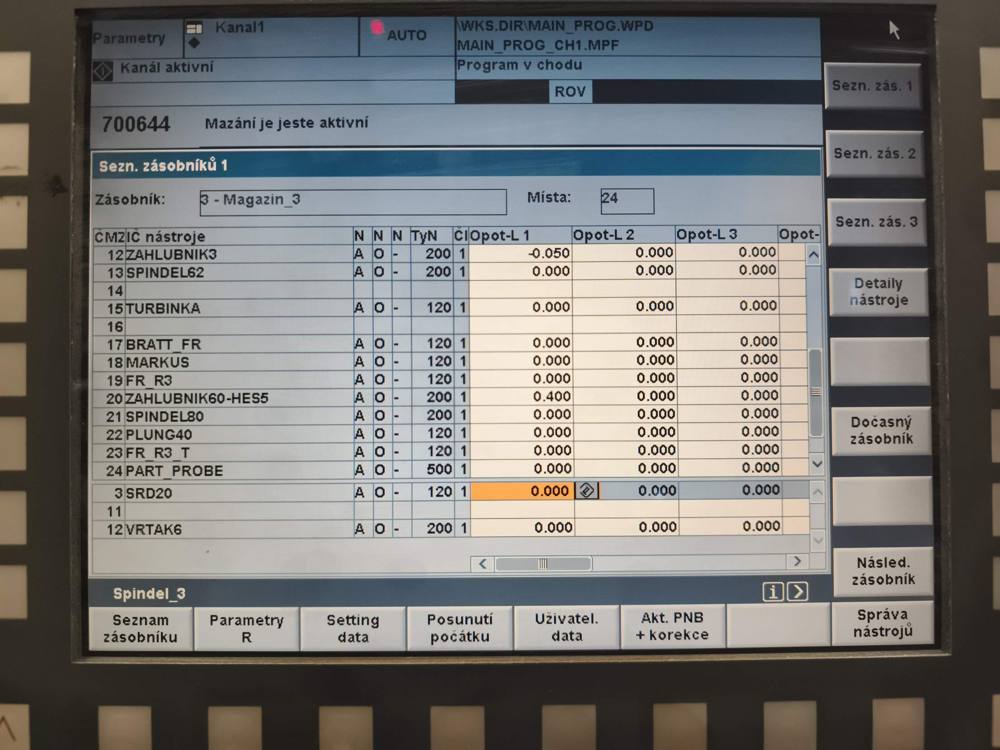 Parametry
Kanal1
AUTO
\WKS.DIR\MAIN_PROG.WPD
MAIN_PROG_CH1.MPF
Kanál aktivní
Program v chodu
ROV
700644 Mazání je jeste aktivní
Sezn. zásobníků 1
Zásobník: 3 - Magazin_3 Místa: 24
ČMZ IČ nástroje N N N TyN Čl Opot-L 1 Opot-L 2 Opot-L 3 Opot-
12 ZAHLUBNIK3 A O - 200 1 -0.050 0.000 0.000
13 SPINDEL62 A O - 200 1 0.000 0.000 0.000
14
15 TURBINKA A O - 120 1 0.000 0.000 0.000
16
17 BRATT_FR A O - 120 1 0.000 0.000 0.000
18 MARKUS A O - 120 1 0.000 0.000 0.000
19 FR_R3 A O - 120 1 0.000 0.000 0.000
20 ZAHLUBNIK60-HES5 A O - 200 1 0.400 0.000 0.000
21 SPINDEL80 A O - 200 1 0.000 0.000 0.000
22 PLUNG40 A O - 120 1 0.000 0.000 0.000
23 FR_R3_T A O - 120 1 0.000 0.000 0.000
24 PART_PROBE A O - 500 1 0.000 0.000 0.000
3 SRD20 A O - 120 1 0.000 0.000 0.000
11
12 VRTAK6 A O - 200 1 0.000 0.000 0.000
Spindel_3
Sezn. zás. 1
Sezn. zás. 2
Sezn. zás. 3
Detaily
nástroje
Dočasný
zásobník
Násled.
zásobník
Správa
nástrojů
Seznam
zásobníku
Parametry
R
Setting
data
Posunutí
počátku
Uživatel.
data
Akt. PNB
+ korekce